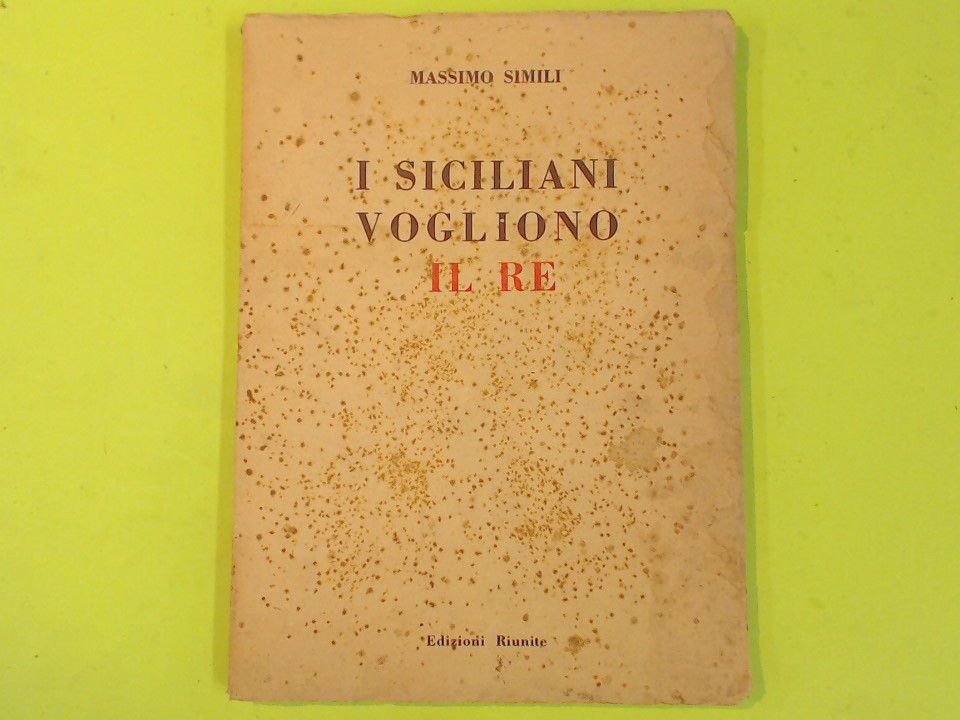 MASSIMO SIMILI
I SICILIANI
VOGLIONO
IL RE
Edizioni Riunite